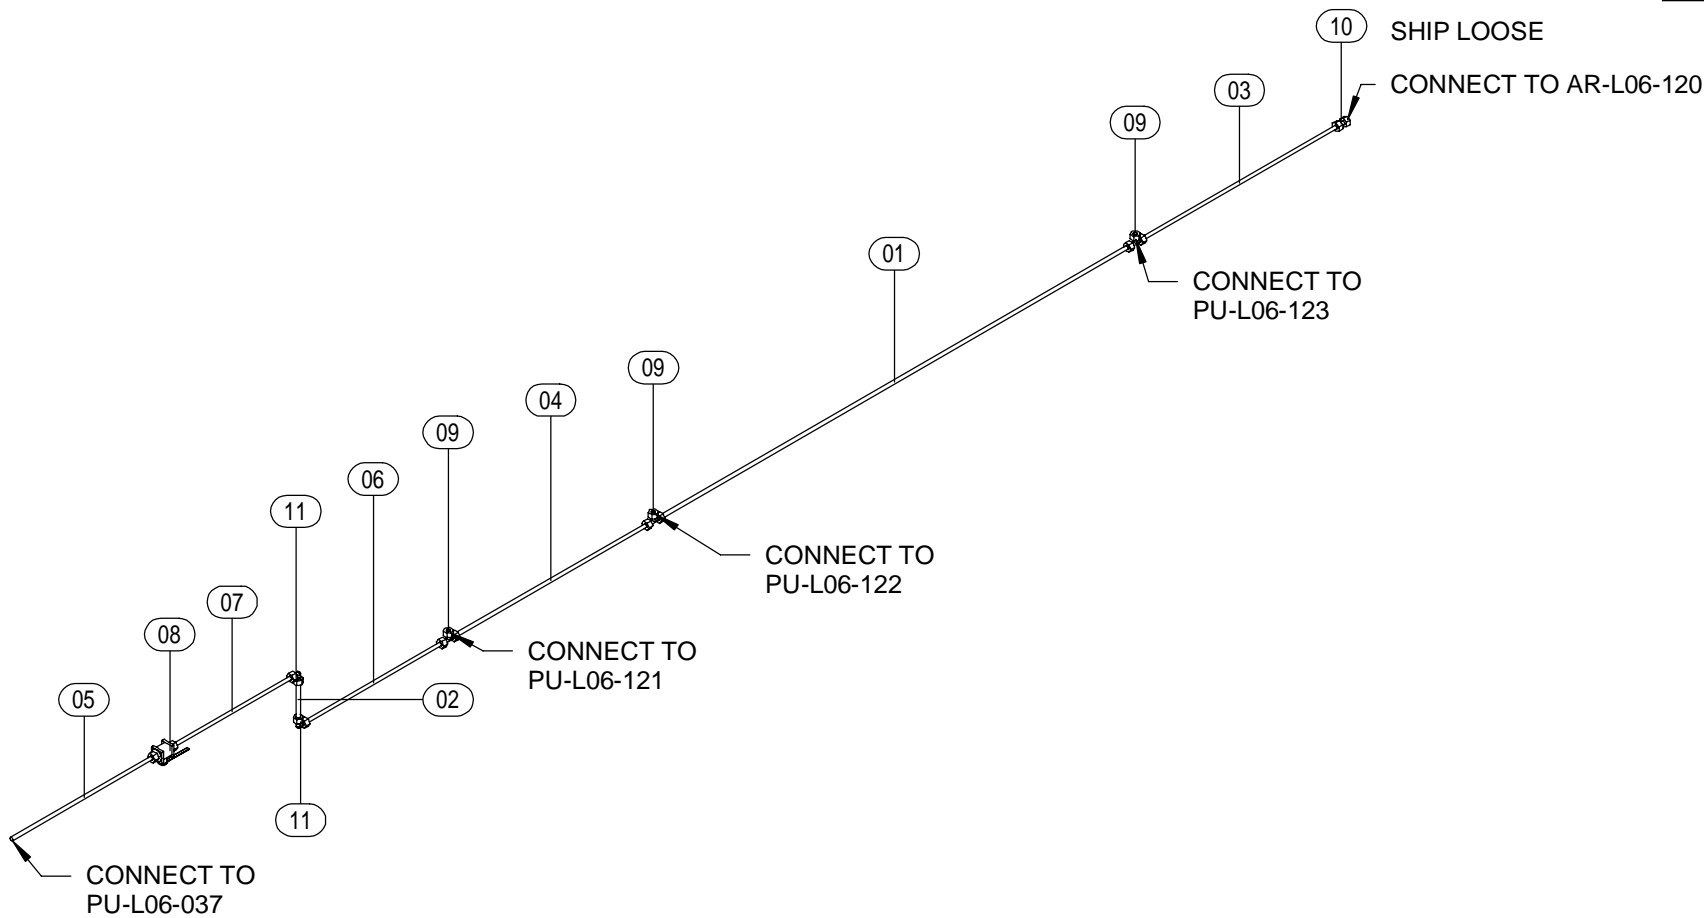 10 SHIP LOOSE
CONNECT TO AR-L06-120
03
09
01
CONNECT TO
PU-L06-123
09
04
09
06
11
CONNECT TO
PU-L06-122
07
08
CONNECT TO
PU-L06-121
05
02
11
CONNECT TO
PU-L06-037